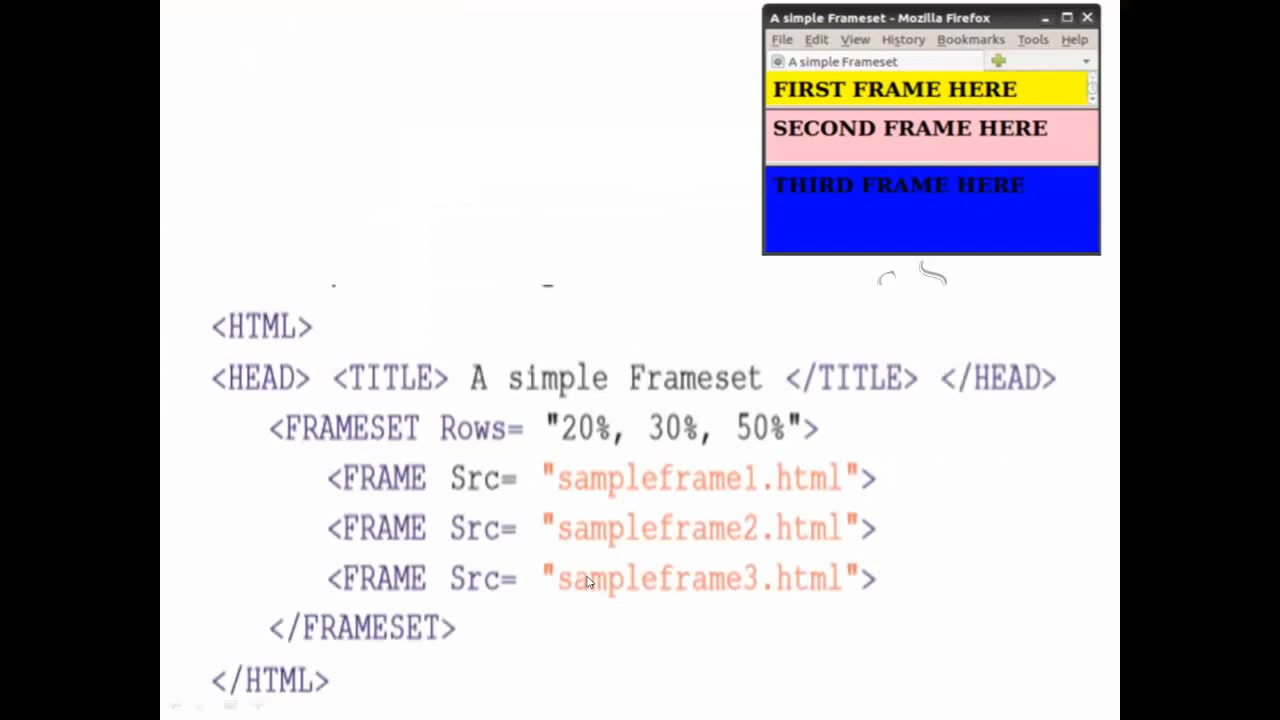 A simple Frameset - Mozilla Firefox
File Edit View History Bookmarks Tools Help
A simple Frameset
FIRST FRAME HERE
SECOND FRAME HERE
THIRD FRAME HERE
<HTML>
<HEAD> <TITLE> A simple Frameset </TITLE> </HEAD>
<FRAMESET Rows= "20%, 30%, 50%">
<FRAME Src= "sampleframe1.html">
<FRAME Src= "sampleframe2.html">
<FRAME Src= "sampleframe3.html">
</FRAMESET>
</HTML>